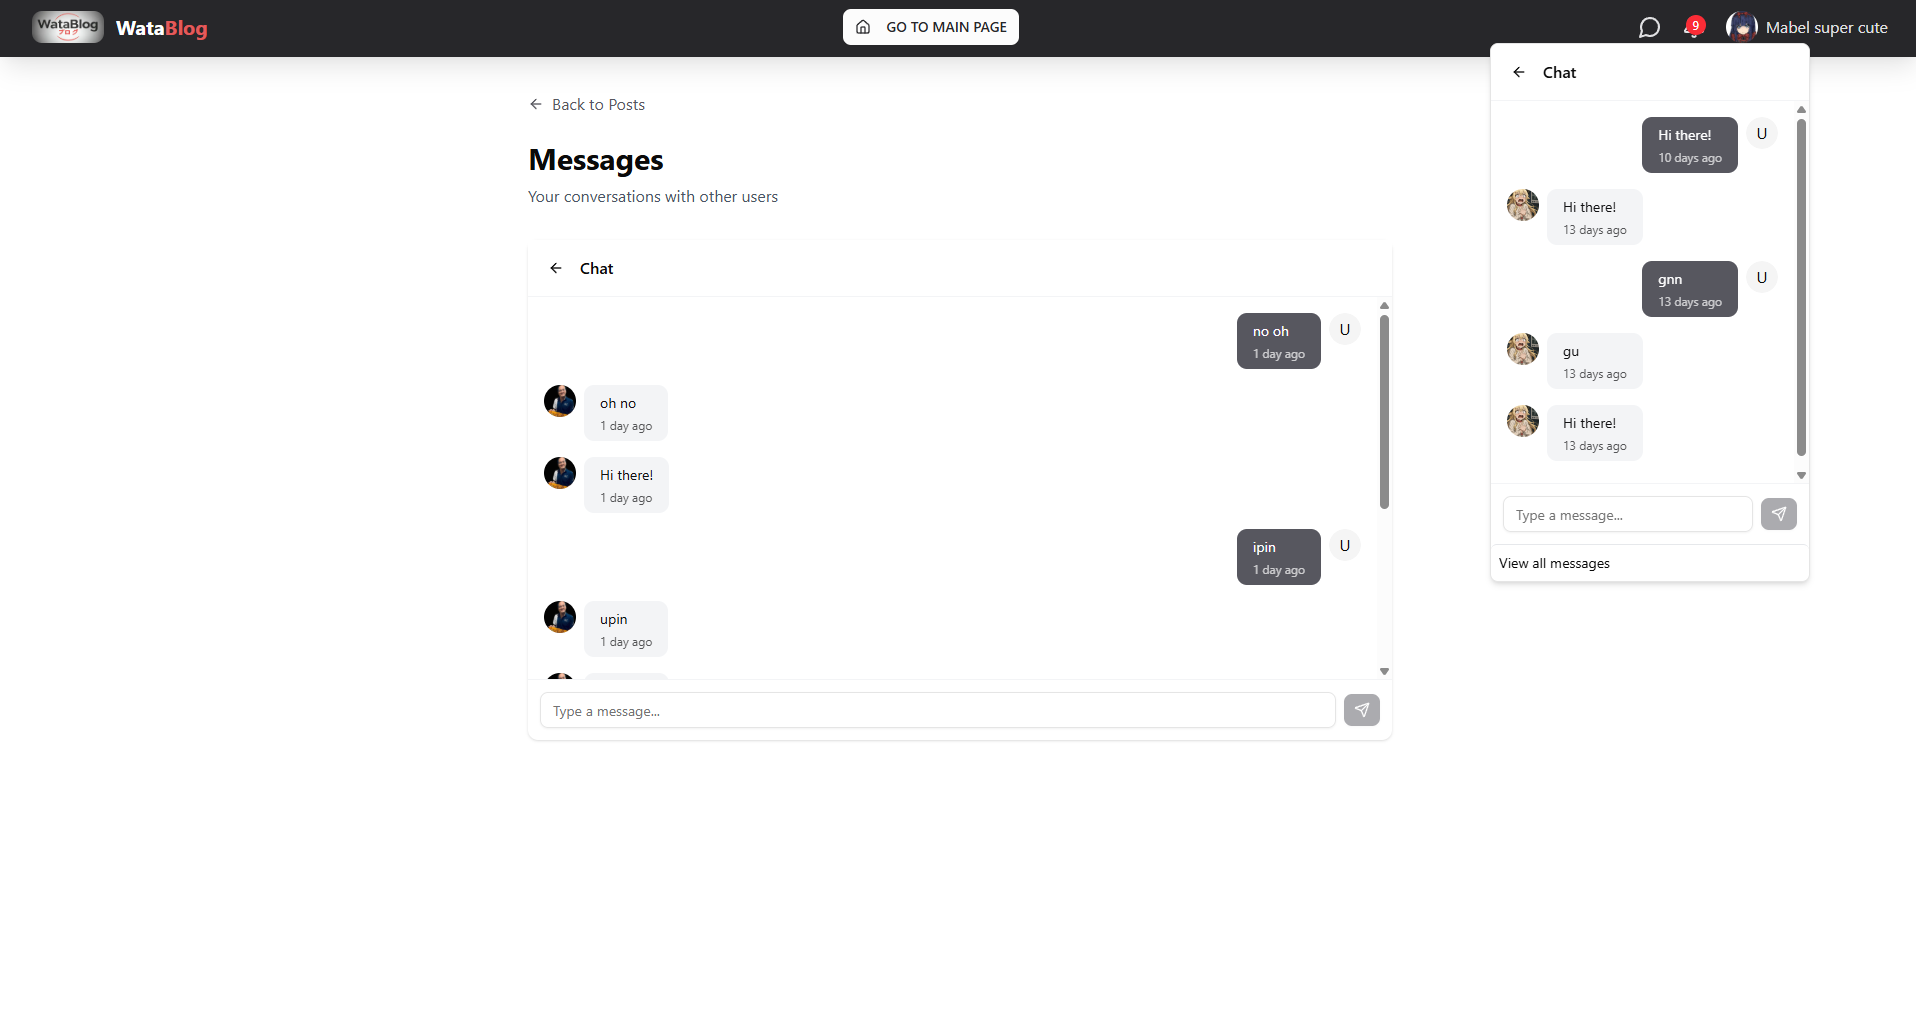 WataBlog
ブログ
WataBlog
GO TO MAIN PAGE
9
Mabel super cute
Back to Posts
Messages
Your conversations with other users
Chat
no oh
1 day ago
U
oh no
1 day ago
Hi there!
1 day ago
ipin
1 day ago
U
upin
1 day ago
Type a message...
Chat
Hi there!
10 days ago
U
Hi there!
13 days ago
gnn
13 days ago
U
gu
13 days ago
Hi there!
13 days ago
Type a message...
View all messages